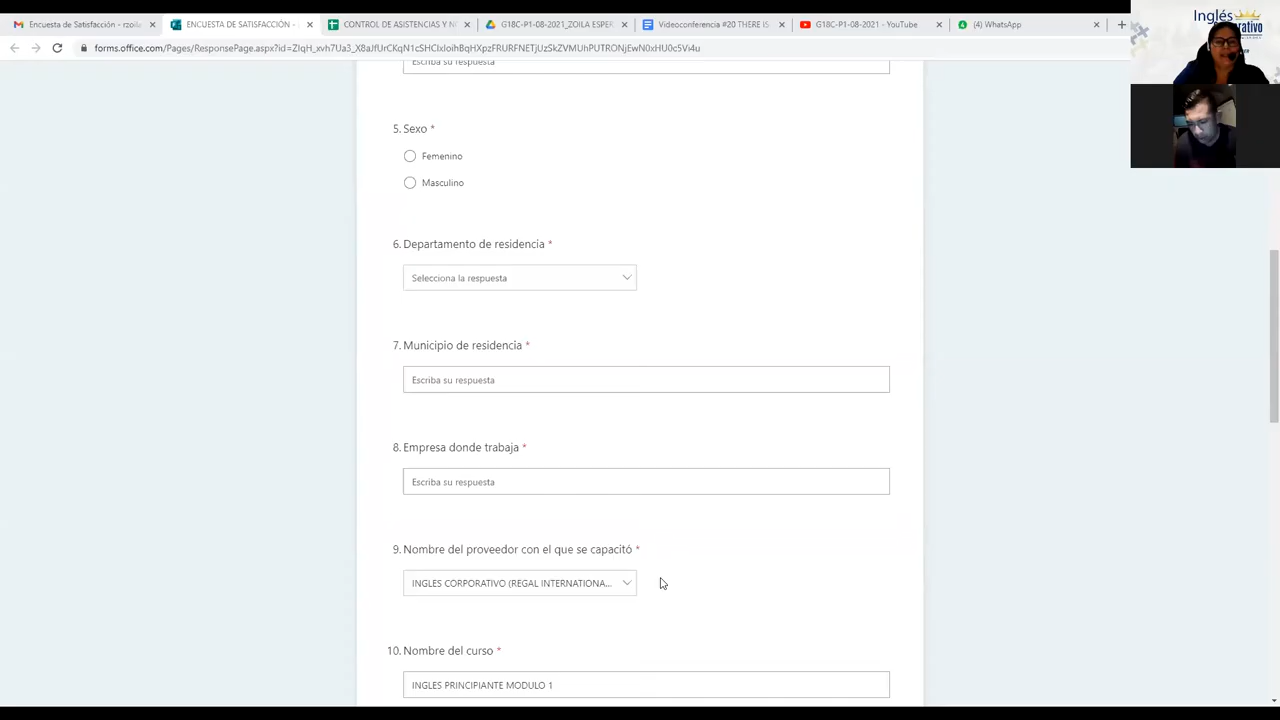 Encuesta de Satisfacción - rzoila
ENCUESTA DE SATISFACCIÓN -
CONTROL DE ASISTENCIAS Y N
G18C-P1-08-2021_ZOILA ESPER
Videoconferencia #20 THERE IS
G18C-P1-08-2021 - YouTube
(4) WhatsApp
Inglés
Escriba su respuesta
5. Sexo *
Femenino
Masculino
6. Departamento de residencia *
Selecciona la respuesta
7. Municipio de residencia *
Escriba su respuesta
8. Empresa donde trabaja *
Escriba su respuesta
9. Nombre del proveedor con el que se capacitó *
INGLES CORPORATIVO (REGAL INTERNATIONA...
10. Nombre del curso *
INGLES PRINCIPIANTE MODULO 1